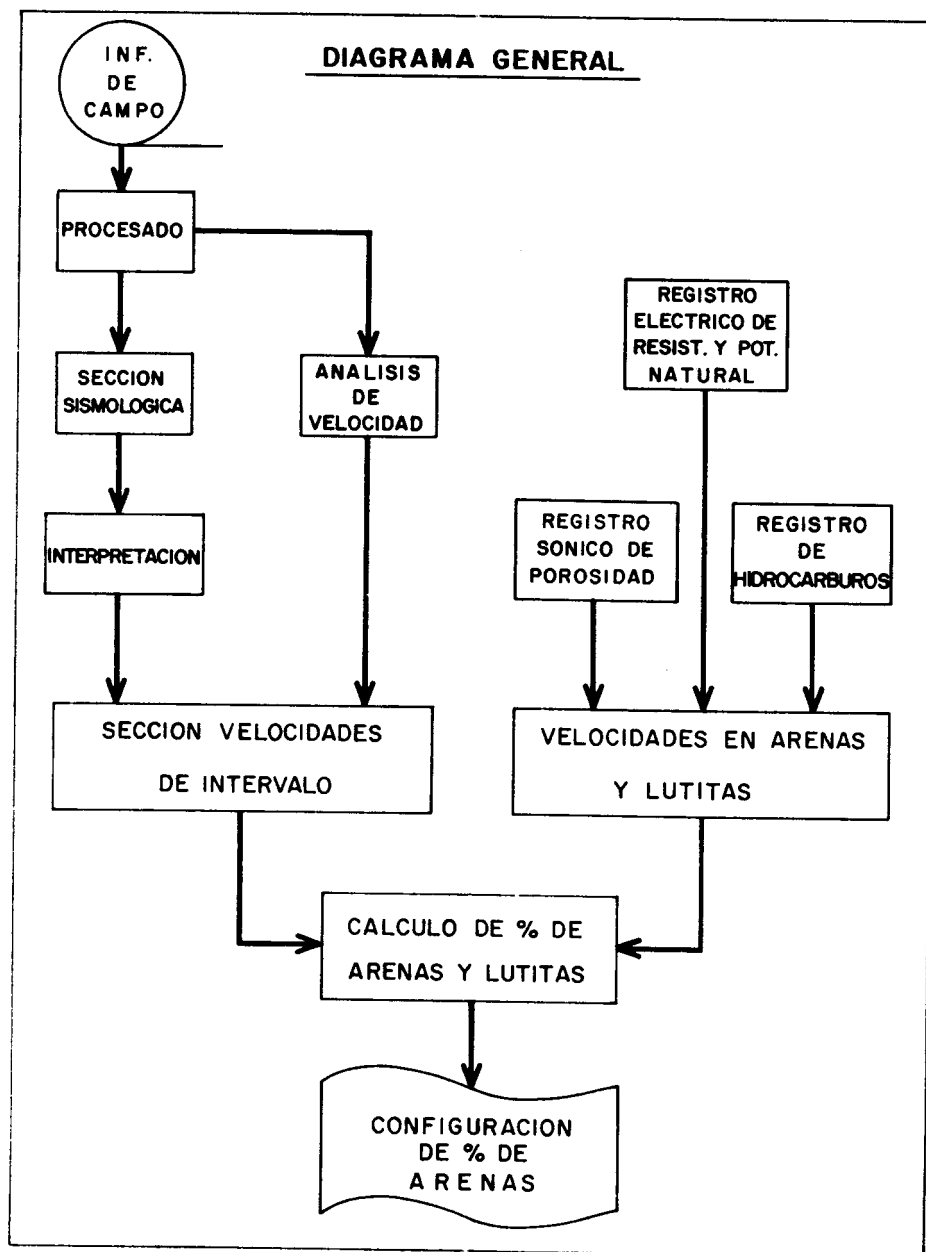 DIAGRAMA GENERAL
INF.
DE
CAMPO
PROCESADO
SECCION
SISMOLOGICA
ANALISIS
DE
VELOCIDAD
REGISTRO
ELECTRICO DE
RESIST. Y POT.
NATURAL
INTERPRETACION
REGISTRO
SONICO DE
POROSIDAD
REGISTRO
DE
HIDROCARBUROS
SECCION VELOCIDADES
DE INTERVALO
VELOCIDADES EN ARENAS
Y LUTITAS
CALCULO DE % DE
ARENAS Y LUTITAS
CONFIGURACION
DE % DE
ARENAS